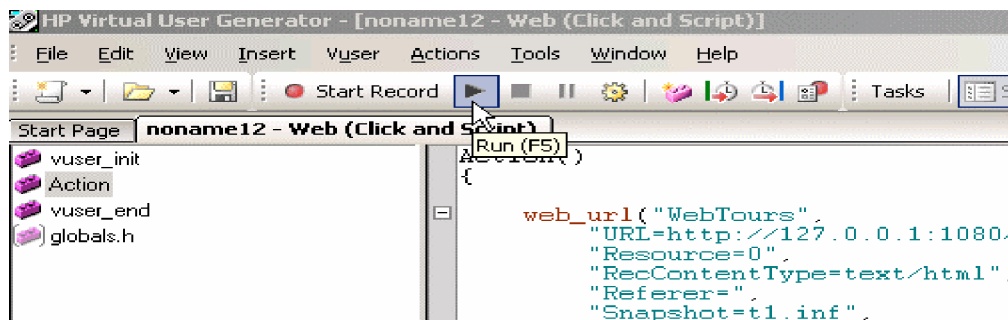 HP Virtual User Generator - [noname12 - Web (Click and Script)]
File Edit View Insert Vuser Actions Tools Window Help
Start Record Tasks
Start Page noname12 - Web (Click and Script)
Run (F5)
vuser_init
Action
vuser_end
globals.h
Action()
{
web_url("WebTours",
"URL=http://127.0.0.1:1080/
"Resource=0",
"RecContentType=text/html",
"Referer=",
"Snapshot=t1.inf",